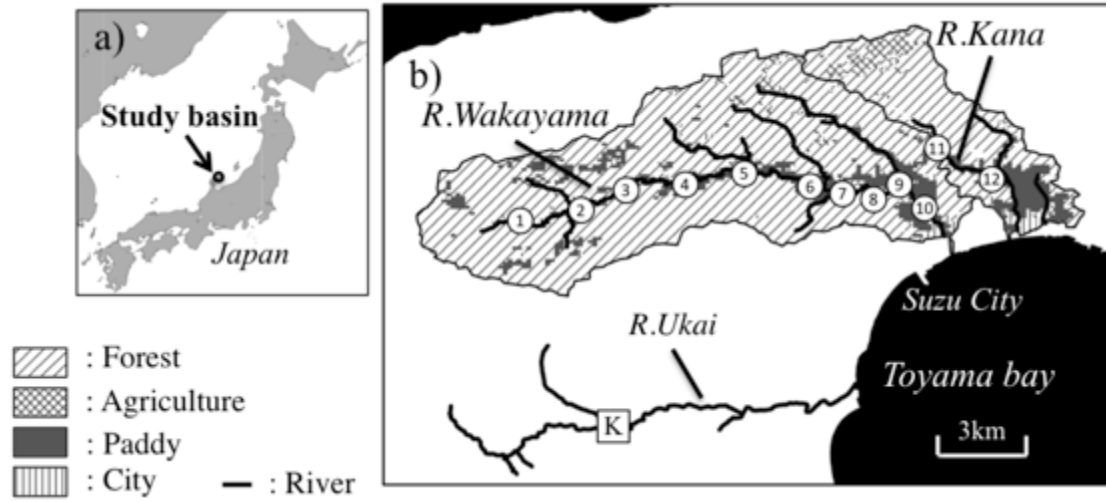 a)
Study basin
Japan
: Forest
: Agriculture
: Paddy
: City
: River
b)
R.Wakayama
R.Kana
1
2
3
4
5
6
7
8
9
10
11
12
Suzu City
R.Ukai
K
Toyama bay
3km